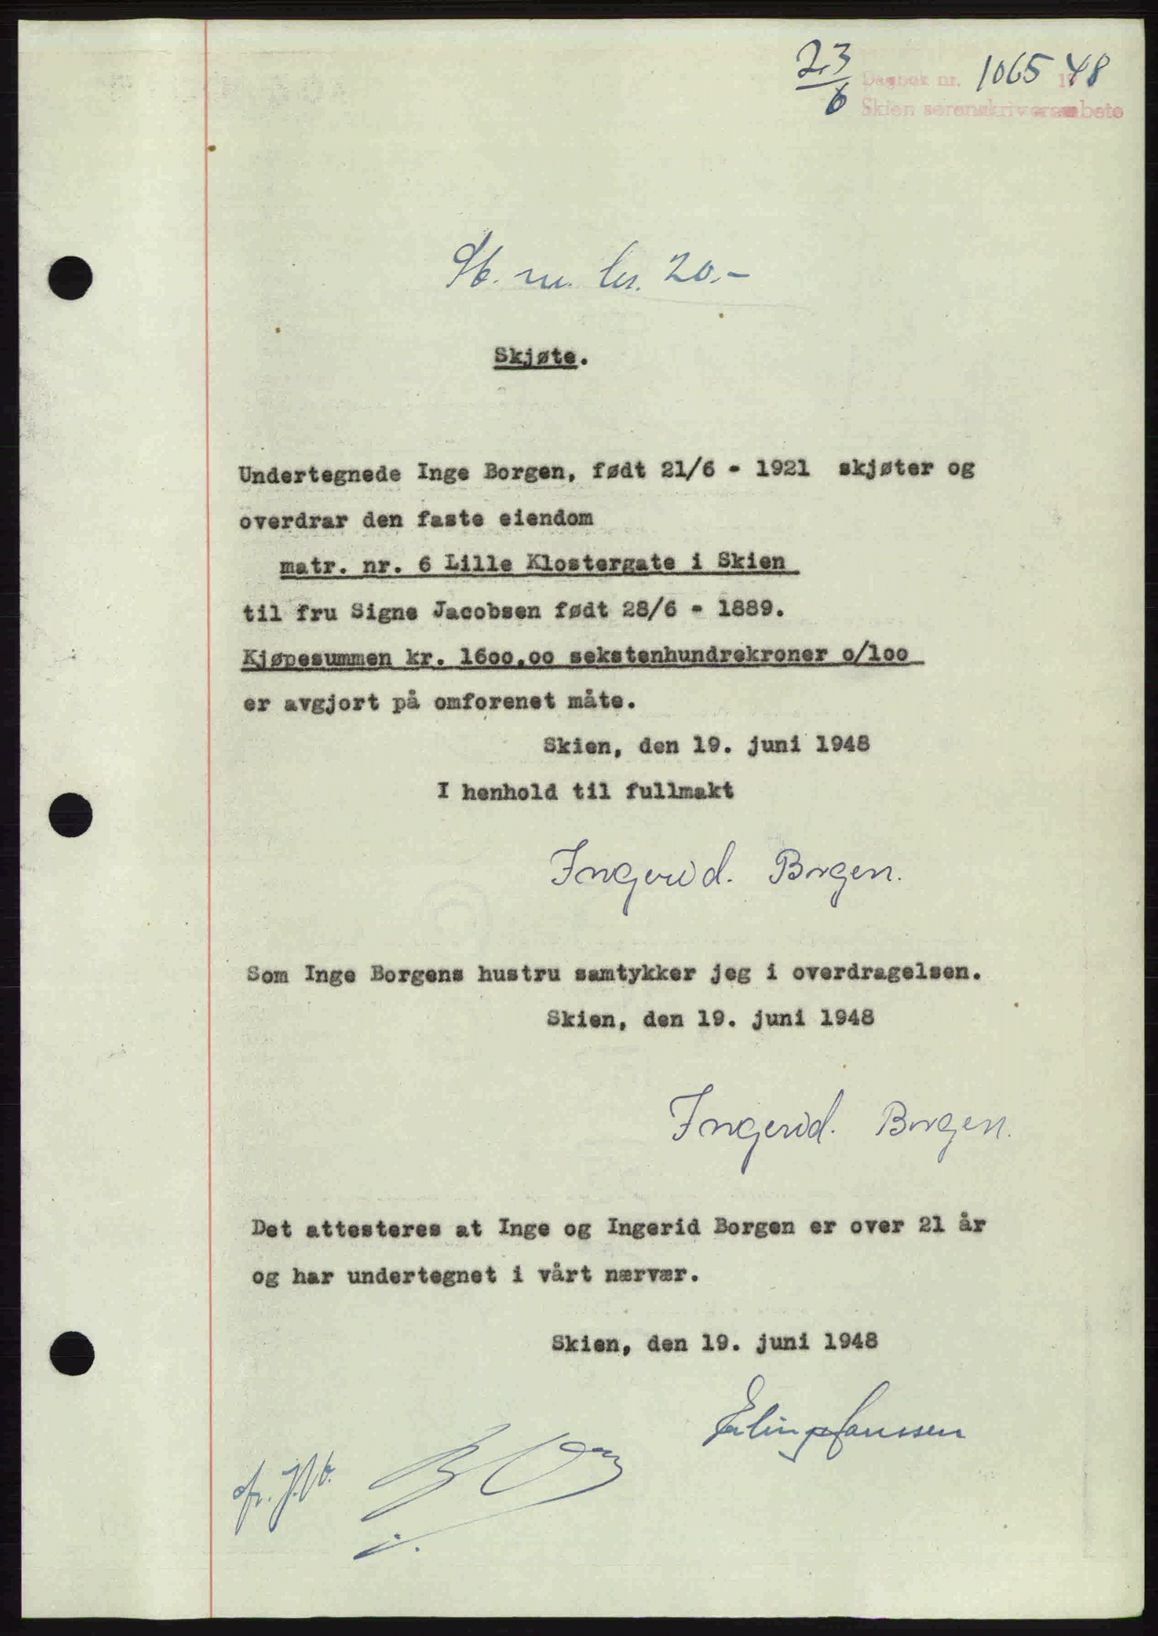 23/6 Dagbok nr. 1065 1948
Skien sorenskriverembete
St. m. kr. 20.-
Skjøte.
Undertegnede Inge Borgen, født 21/6 - 1921 skjøter og
overdrar den faste eiendom
matr. nr. 6 Lille Klostergate i Skien
til fru Signe Jacobsen født 28/6 - 1889.
Kjøpesummen kr. 1600,00 sekstenhundrekroner 0/100
er avgjort på omforenet måte.
Skien, den 19. juni 1948
I henhold til fullmakt
Ingerid. Borgen.
Som Inge Borgens hustru samtykker jeg i overdragelsen.
Skien, den 19. juni 1948
Ingerid. Borgen.
Det attesteres at Inge og Ingerid Borgen er over 21 år
og har undertegnet i vårt nærvær.
Skien, den 19. juni 1948